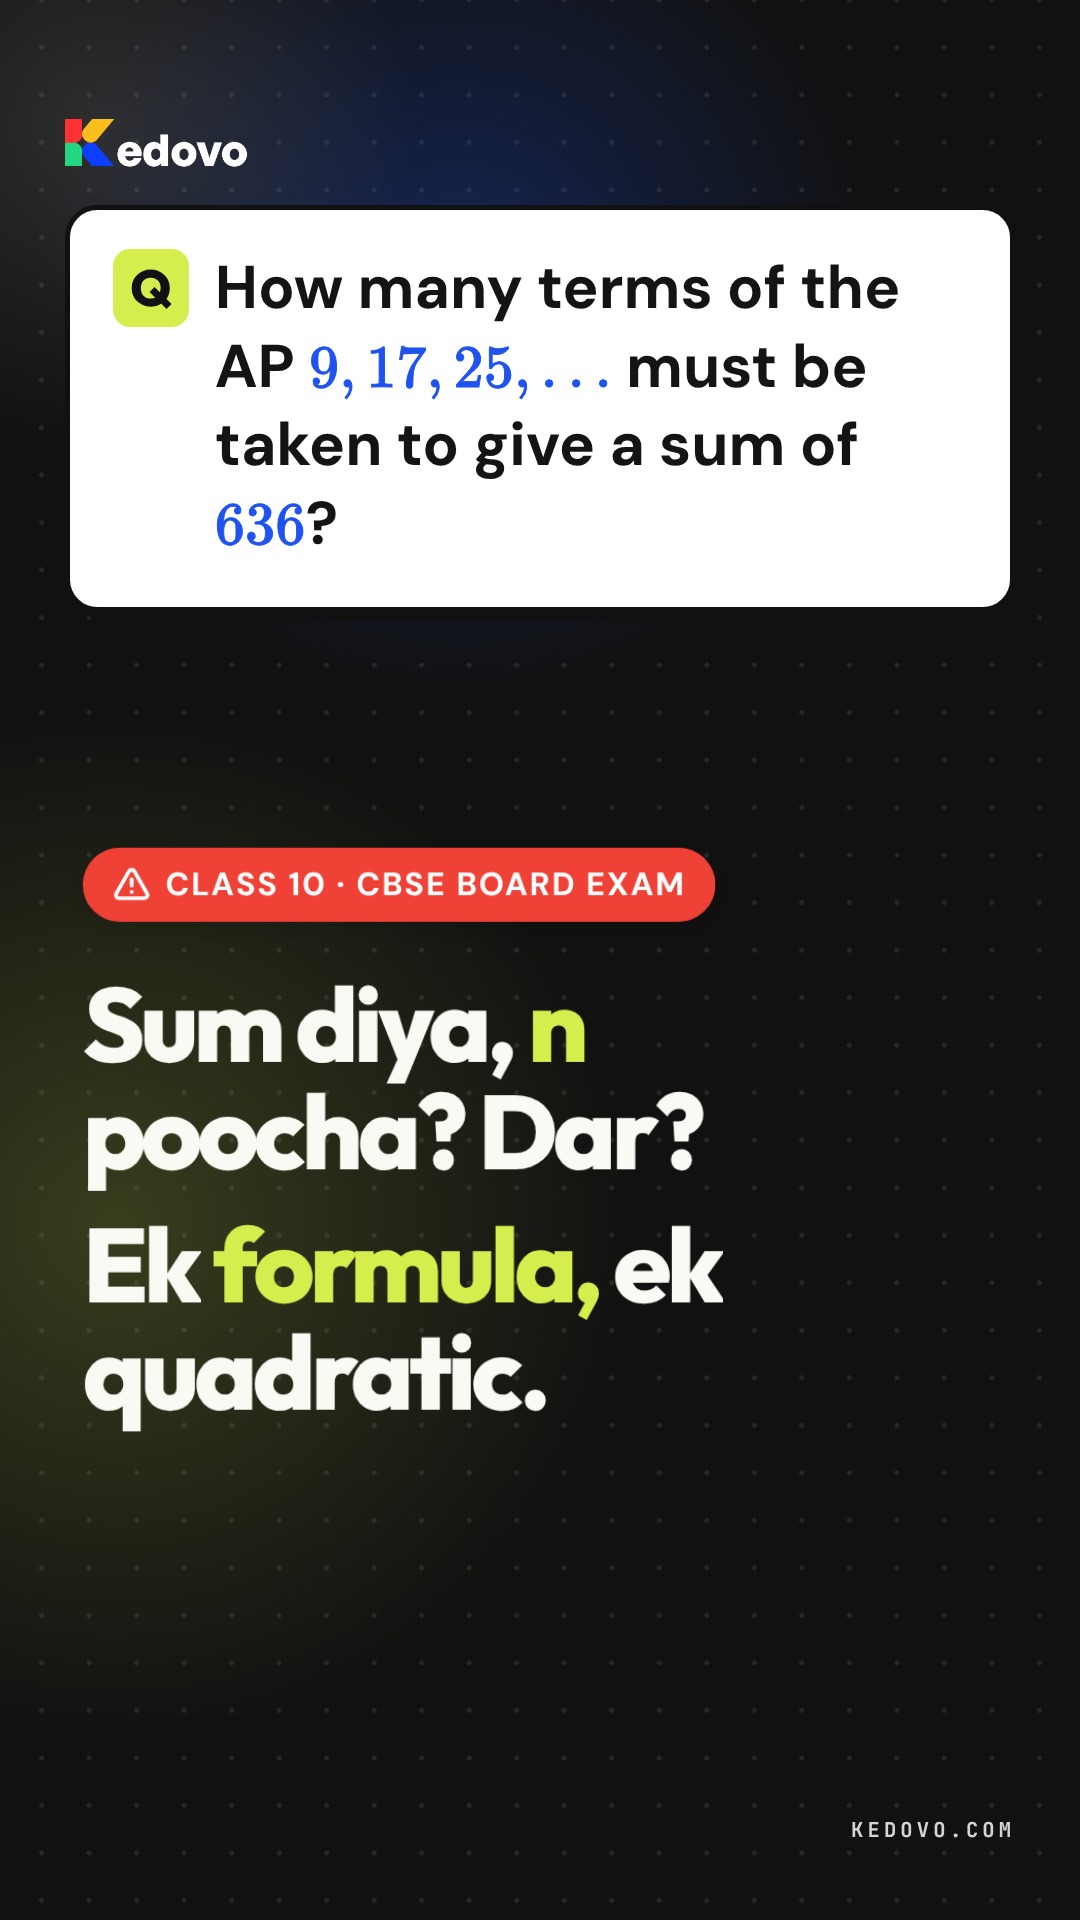 Kedovo
Q How many terms of the
AP 9, 17, 25, . . . must be
taken to give a sum of
636?
CLASS 10 · CBSE BOARD EXAM
Sum diya, n
poocha? Dar?
Ek formula, ek
quadratic.
KEDOVO.COM